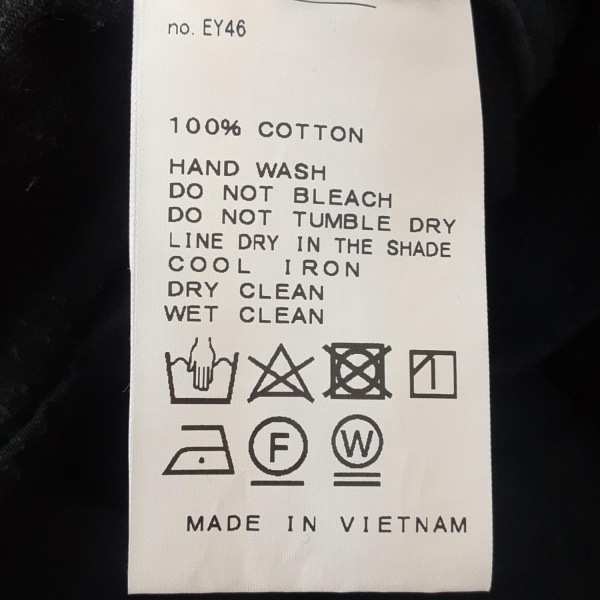 no. EY46
100% COTTON
HAND WASH
DO NOT BLEACH
DO NOT TUMBLE DRY
LINE DRY IN THE SHADE
COOL IRON
DRY CLEAN
WET CLEAN
F W
MADE IN VIETNAM